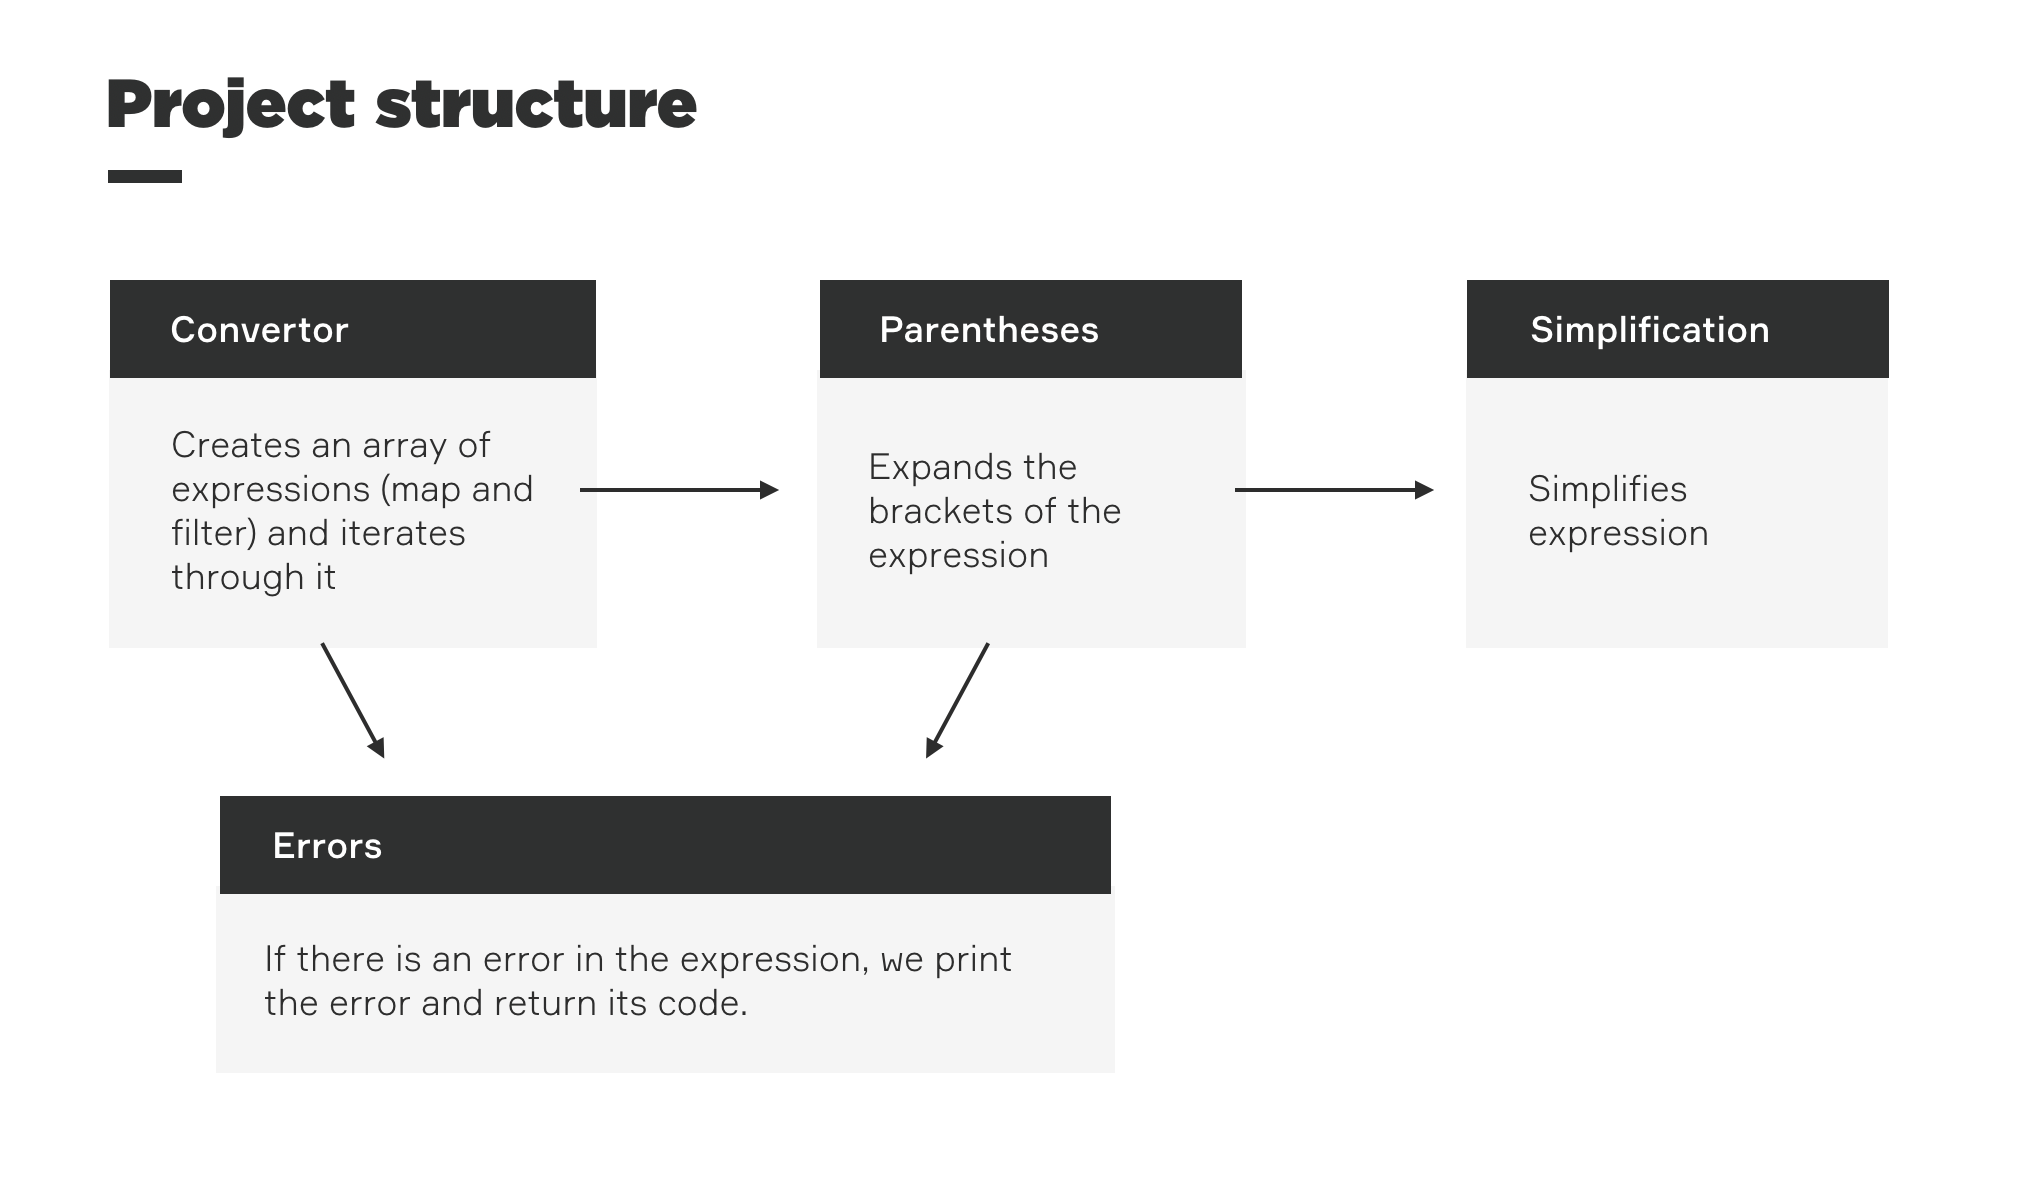 Project structure
Convertor
Creates an array of
expressions (map and
filter) and iterates
through it
Parentheses
Expands the
brackets of the
expression
Simplification
Simplifies
expression
Errors
If there is an error in the expression, we print
the error and return its code.